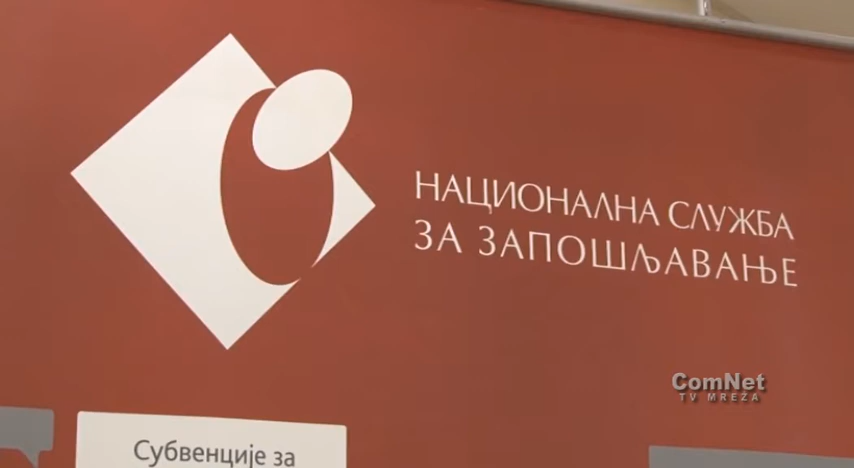 НАЦИОНАЛНА СЛУЖБА
ЗА ЗАПОШЉАВАЊЕ
ComNet
TV MREZA
Субвенције за